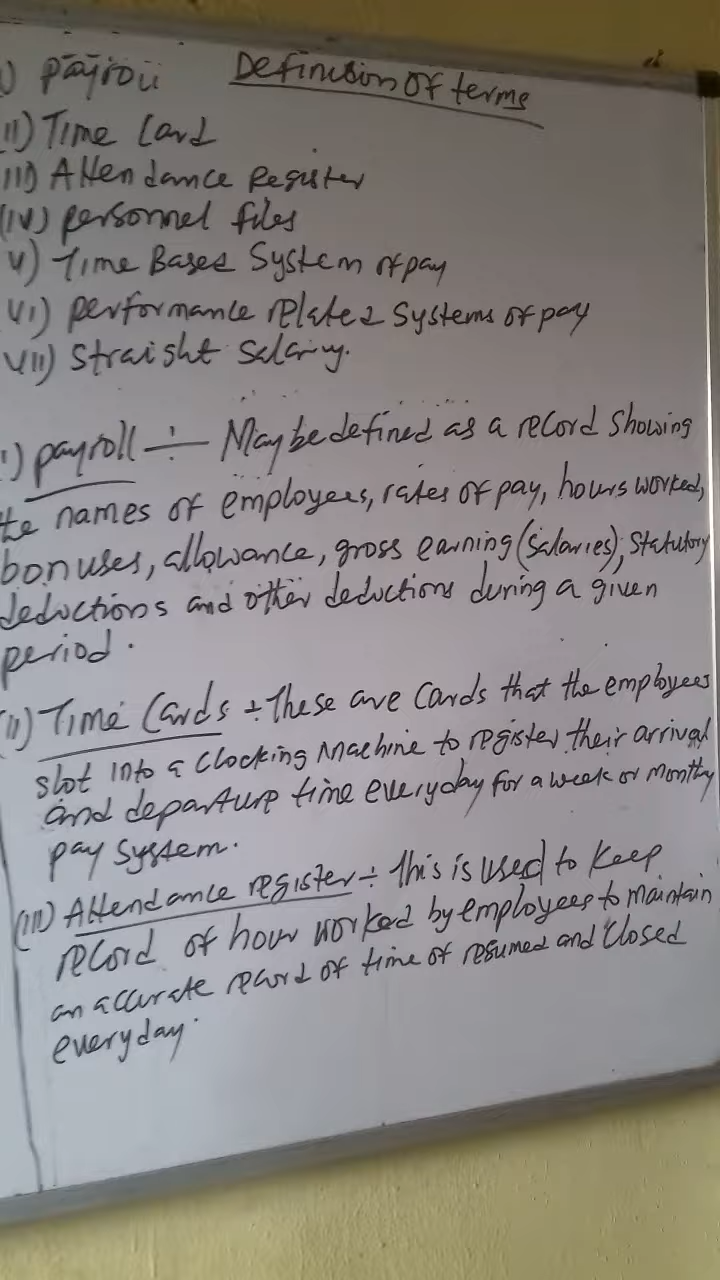 i) payroll Definition of terms
ii) Time Card
iii) Attendance Register
(iv) personnel files
v) Time Based System of pay
vi) performance related Systems of pay
vii) Straight Salary.
i) payroll ÷ May be defined as a record Showing
the names of employees, rates of pay, hours worked,
bonuses, allowance, gross earning (Salaries), Statutory
deductions and other deductions during a given
period.
(ii) Time Cards ÷ These are Cards that the employees
slot into a clocking Machine to register their arrival
and departure time everyday for a week or monthly
pay system.
(iii) Attendance register ÷ This is used to keep
record of hour worked by employees to maintain
an accurate record of time of resumed and closed
everyday.